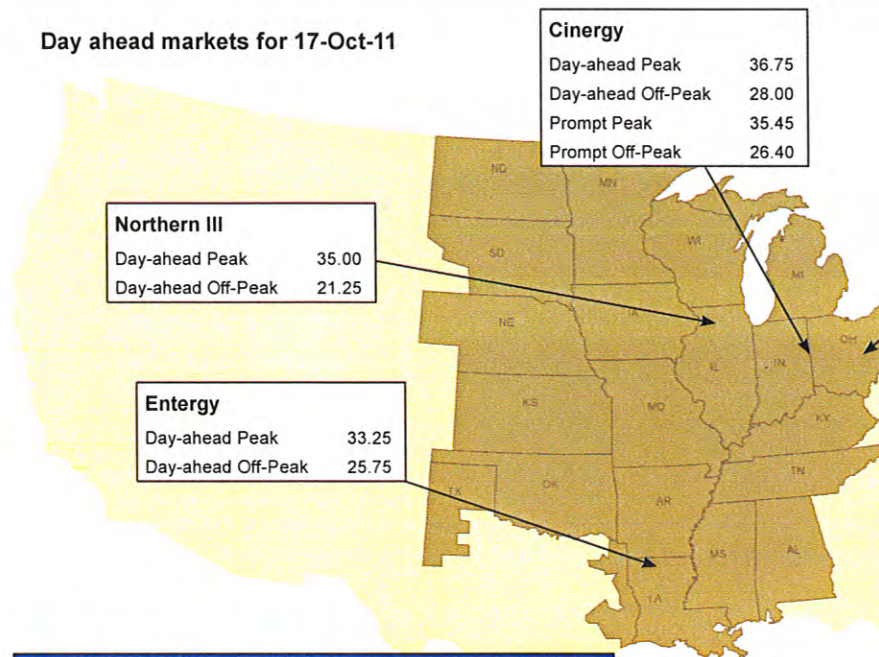 Day ahead markets for 17-Oct-11
Cinergy
Day-ahead Peak 36.75
Day-ahead Off-Peak 28.00
Prompt Peak 35.45
Prompt Off-Peak 26.40
Northern Ill
Day-ahead Peak 35.00
Day-ahead Off-Peak 21.25
Entergy
Day-ahead Peak 33.25
Day-ahead Off-Peak 25.75
ND
MN
SD
WI
MI
NE
IA
IL
IN
OH
KS
MO
KY
TX
OK
AR
TN
MS
AL
LA